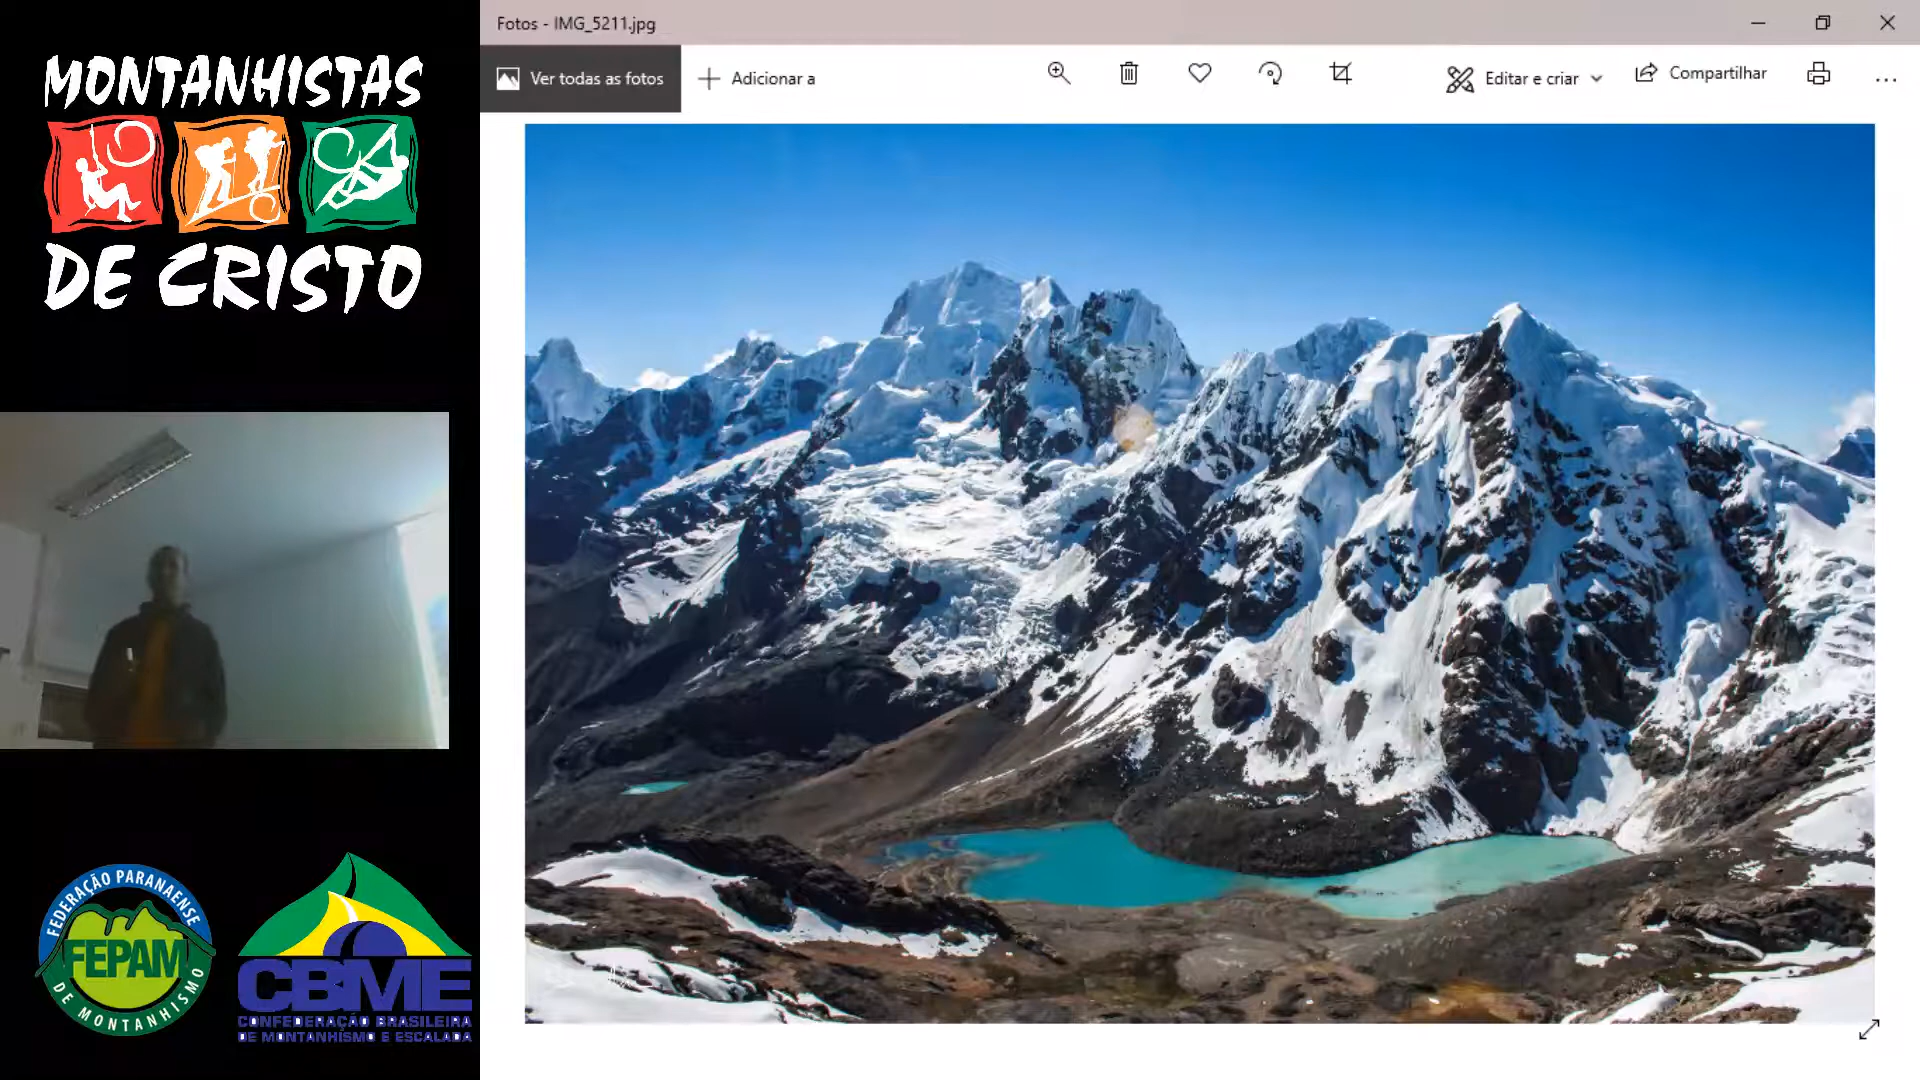 MONTANHISTAS
DE CRISTO
FEDERAÇÃO PARANAENSE
FEPAM
DE MONTANHISMO
CBME
CONFEDERAÇÃO BRASILEIRA
DE MONTANHISMO E ESCALADA
Fotos - IMG_5211.jpg
Ver todas as fotos
Adicionar a
Editar e criar
Compartilhar